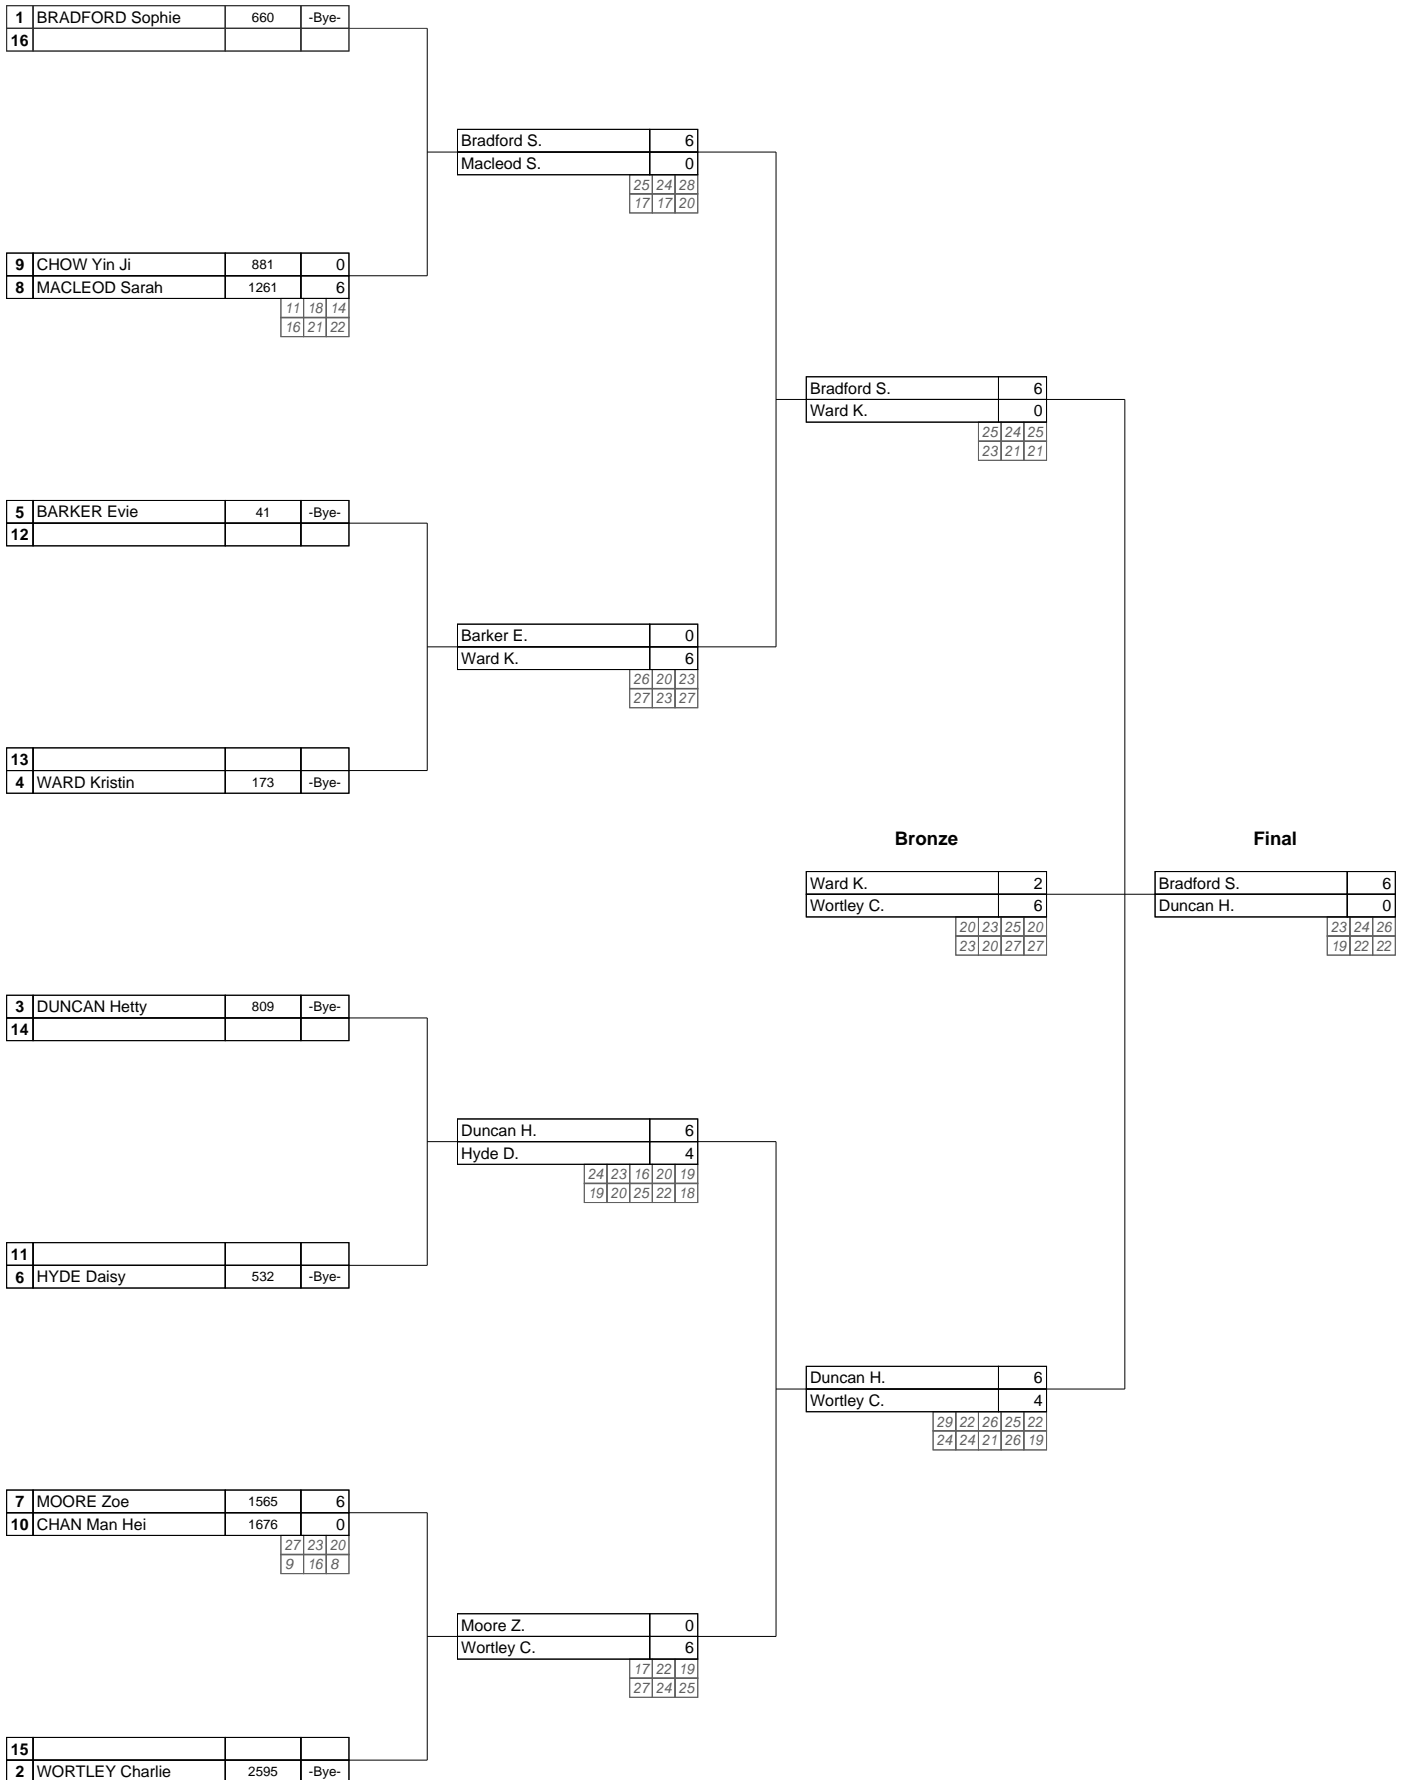 1 BRADFORD Sophie 660 -Bye-
16
Bradford S. 6
Macleod S. 0
25 24 28
17 17 20
9 CHOW Yin Ji 881 0
8 MACLEOD Sarah 1261 6
11 18 14
16 21 22
Bradford S. 6
Ward K. 0
25 24 25
23 21 21
5 BARKER Evie 41 -Bye-
12
Barker E. 0
Ward K. 6
26 20 23
27 23 27
13
4 WARD Kristin 173 -Bye-
Bronze Final
Ward K. 2 Bradford S. 6
Wortley C. 6 Duncan H. 0
20 23 25 20 23 24 26
23 20 27 27 19 22 22
3 DUNCAN Hetty 809 -Bye-
14
Duncan H. 6
Hyde D. 4
24 23 16 20 19
19 20 25 22 18
11
6 HYDE Daisy 532 -Bye-
Duncan H. 6
Wortley C. 4
29 22 26 25 22
24 24 21 26 19
7 MOORE Zoe 1565 6
10 CHAN Man Hei 1676 0
27 23 20
9 16 8
Moore Z. 0
Wortley C. 6
17 22 19
27 24 25
15
2 WORTLEY Charlie 2595 -Bye-